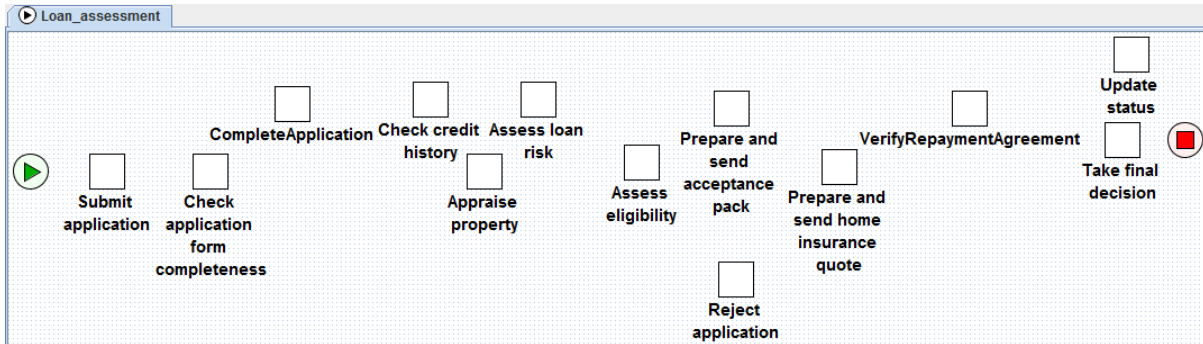 Loan_assessment
Submit
application
Check
application
form
completeness
CompleteApplication
Check credit
history
Assess loan
risk
Appraise
property
Assess
eligibility
Prepare and
send
acceptance
pack
Reject
application
Prepare and
send home
insurance
quote
VerifyRepaymentAgreement
Update
status
Take final
decision